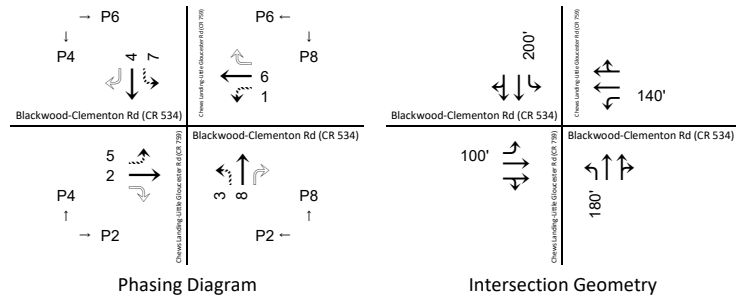 → P6
P6 ←
↓
↓
P4
P8
4
7
6
1
200'
140'
Chews Landing-Little Gloucester Rd (CR 759)
Chews Landing-Little Gloucester Rd (CR 759)
Blackwood-Clementon Rd (CR 534)
Blackwood-Clementon Rd (CR 534)
Blackwood-Clementon Rd (CR 534)
Blackwood-Clementon Rd (CR 534)
5
2
3
8
100'
180'
Chews Landing-Little Gloucester Rd (CR 759)
Chews Landing-Little Gloucester Rd (CR 759)
P4
P8
↑
↑
→ P2
P2 ←
Phasing Diagram
Intersection Geometry